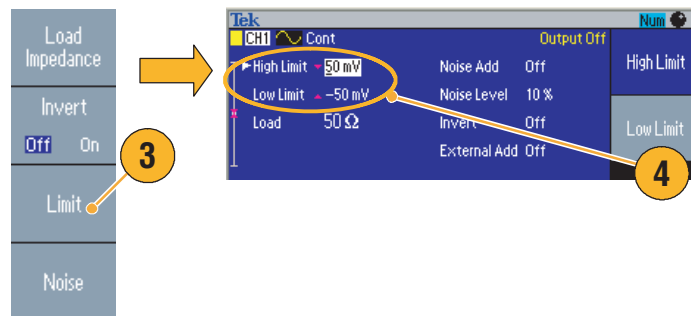 Load
Impedance
Invert
Off On
Limit
Noise
3
Tek Num
CH1 Cont Output Off
High Limit 50 mV Noise Add Off
Low Limit −50 mV Noise Level 10 %
Load 50 Ω Invert Off
External Add Off
High Limit
Low Limit
4